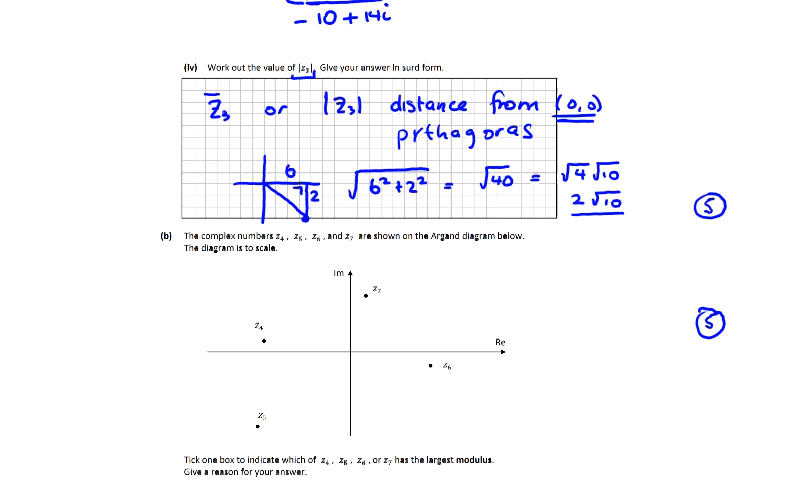 - 10 + 14i
(iv) Work out the value of |z₃|. Give your answer in surd form.
z̅₃ or |z₃| distance from (0,0)
prthagoras
6
2
√6²+2² = √40 = √4 √10
2 √10
5
(b) The complex numbers z₄, z₅, z₆, and z₇ are shown on the Argand diagram below.
The diagram is to scale.
Im
z₇
z₄
Re
z₆
5
z₅
Tick one box to indicate which of z₄, z₅, z₆, or z₇ has the largest modulus.
Give a reason for your answer.